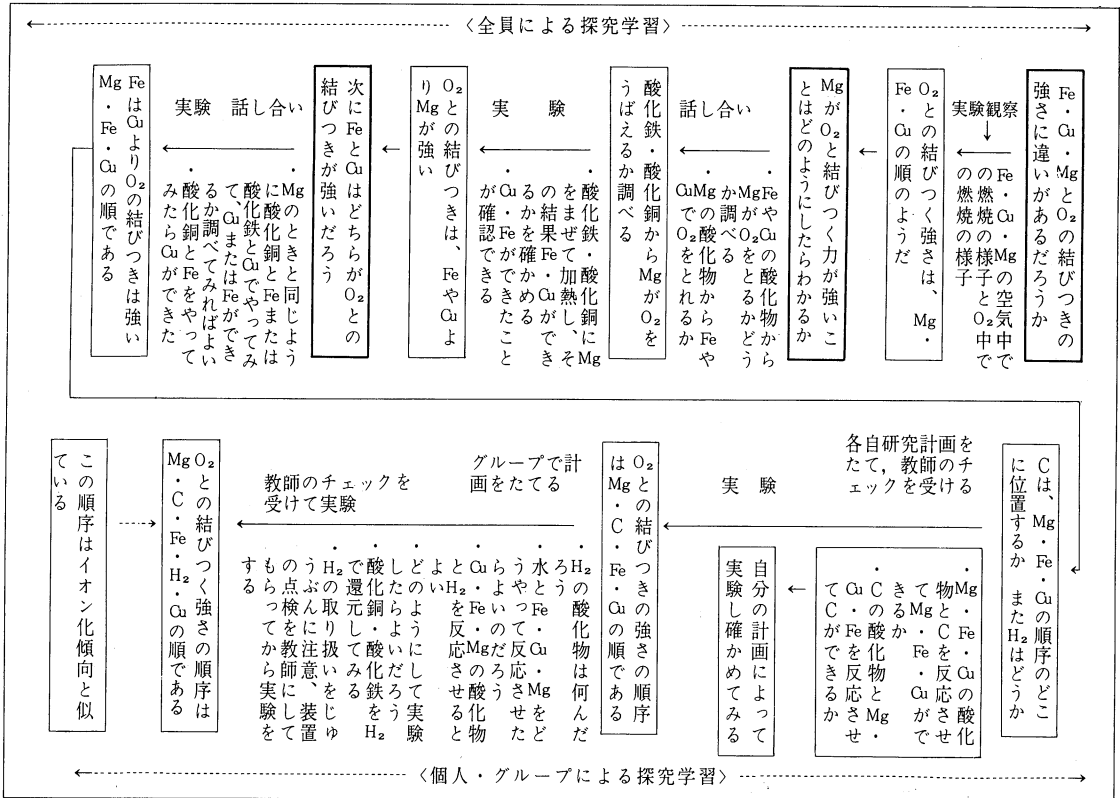 〈全員による探究学習〉
Fe・Cu・MgとO₂の結びつきの
強さに違いがあるだろうか
実験観察
↓
・Fe・Cu・Mgの空気中で
の燃焼の様子とO₂中で
の燃焼の様子
O₂との結びつく強さは、Mg・
Fe・Cuの順のようだ
MgがO₂と結びつく力が強いこ
とはどのようにしたらわかるか
話し合い
・FeやCuの酸化物から
MgがO₂をとるかどう
か調べる
・Mgの酸化物からFeや
CuでO₂をとれるか
酸化鉄・酸化銅からMgがO₂を
うばえるか調べる
実験
・酸化鉄・酸化銅にMg
をまぜて加熱し、そ
の結果Fe・Cuができ
るかを確かめる
・Cu・Feができたこと
が確認できる
O₂との結びつきは、FeやCuよ
りMgが強い
次にFeとCuはどちらがO₂との
結びつきが強いだろう
実験 話し合い
・Mgのときと同じよう
に酸化銅とFeまたは
酸化鉄とCuでやってみ
て、CuまたはFeができ
るか調べてみればよい
・酸化銅とFeをやって
みたらCuができた
FeはCuよりO₂の結びつきは強い
Mg・Fe・Cuの順である
Cは、Mg・Fe・Cuの順序のどこ
に位置するか またH₂はどうか
各自研究計画を
たて,教師のチ
ェックを受ける
・Mg・Fe・Cuの酸化
物とCを反応させ
てMg・Fe・Cuがで
きるか
・Cの酸化物とMg・
Cu・Feを反応させ
てCができるか
実験
自分の計画によって
実験し確かめてみる
O₂との結びつきの強さの順序
はMg・C・Fe・Cuの順である
グループで計
画をたてる
教師のチェックを
受けて実験
・H₂の酸化物は何んだ
ろう
・水とFe・Cu・Mgをど
うやって反応させた
らよいのだろう
・Cu・Fe・Mgの酸化物
とH₂を反応させると
よい
・どのようにして実験
したらよいだろう
・酸化銅・酸化鉄をH₂
で還元してみる
・H₂の取り扱いをじゅ
うぶんに注意、装置
の点検を教師にして
もらってから実験を
する
O₂との結びつく強さの順序は
Mg・C・Fe・H₂・Cuの順である
この順序はイオン化傾向と似
ている
〈個人・グループによる探究学習〉